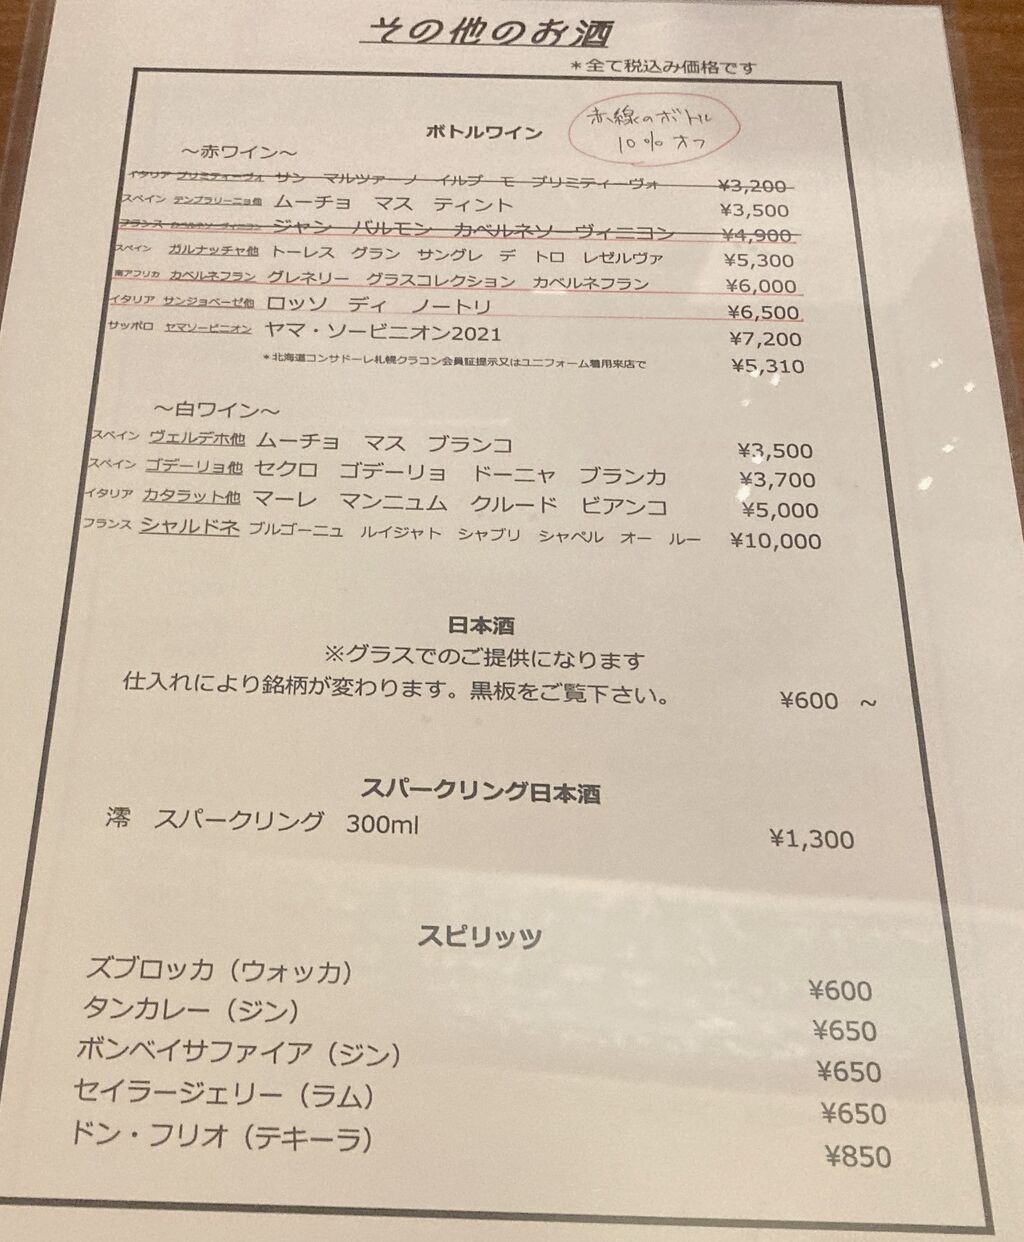 その他のお酒
＊全て税込み価格です
ボトルワイン
赤線のボトル
10% オフ
～赤ワイン～
イタリア プリミティーヴォ サン マルツァーノ イルプモ プリミティーヴォ ¥3,200
スペイン テンプラリーニョ他 ムーチョ マス ティント ¥3,500
フランス カベルネソーヴィニヨン ジャン バルモン カベルネソーヴィニヨン ¥4,900
スペイン ガルナッチャ他 トーレス グラン サングレ デ トロ レゼルヴァ ¥5,300
南アフリカ カベルネフラン グレネリー グラスコレクション カベルネフラン ¥6,000
イタリア サンジョベーゼ他 ロッソ ディ ノートリ ¥6,500
サッポロ ヤマソービニオン ヤマ・ソービニオン2021 ¥7,200
＊北海道コンサドーレ札幌クラコン会員証提示又はユニフォーム着用来店で ¥5,310
～白ワイン～
スペイン ヴェルデホ他 ムーチョ マス ブランコ ¥3,500
スペイン ゴデーリョ他 セクロ ゴデーリョ ドーニャ ブランカ ¥3,700
イタリア カタラット他 マーレ マンニュム クルード ビアンコ ¥5,000
フランス シャルドネ ブルゴーニュ ルイジャト シャブリ シャペル オー ルー ¥10,000
日本酒
※グラスでのご提供になります
仕入れにより銘柄が変わります。黒板をご覧下さい。 ¥600 ～
スパークリング日本酒
澪 スパークリング 300ml ¥1,300
スピリッツ
ズブロッカ（ウォッカ） ¥600
タンカレー（ジン） ¥650
ボンベイサファイア（ジン） ¥650
セイラージェリー（ラム） ¥650
ドン・フリオ（テキーラ） ¥850